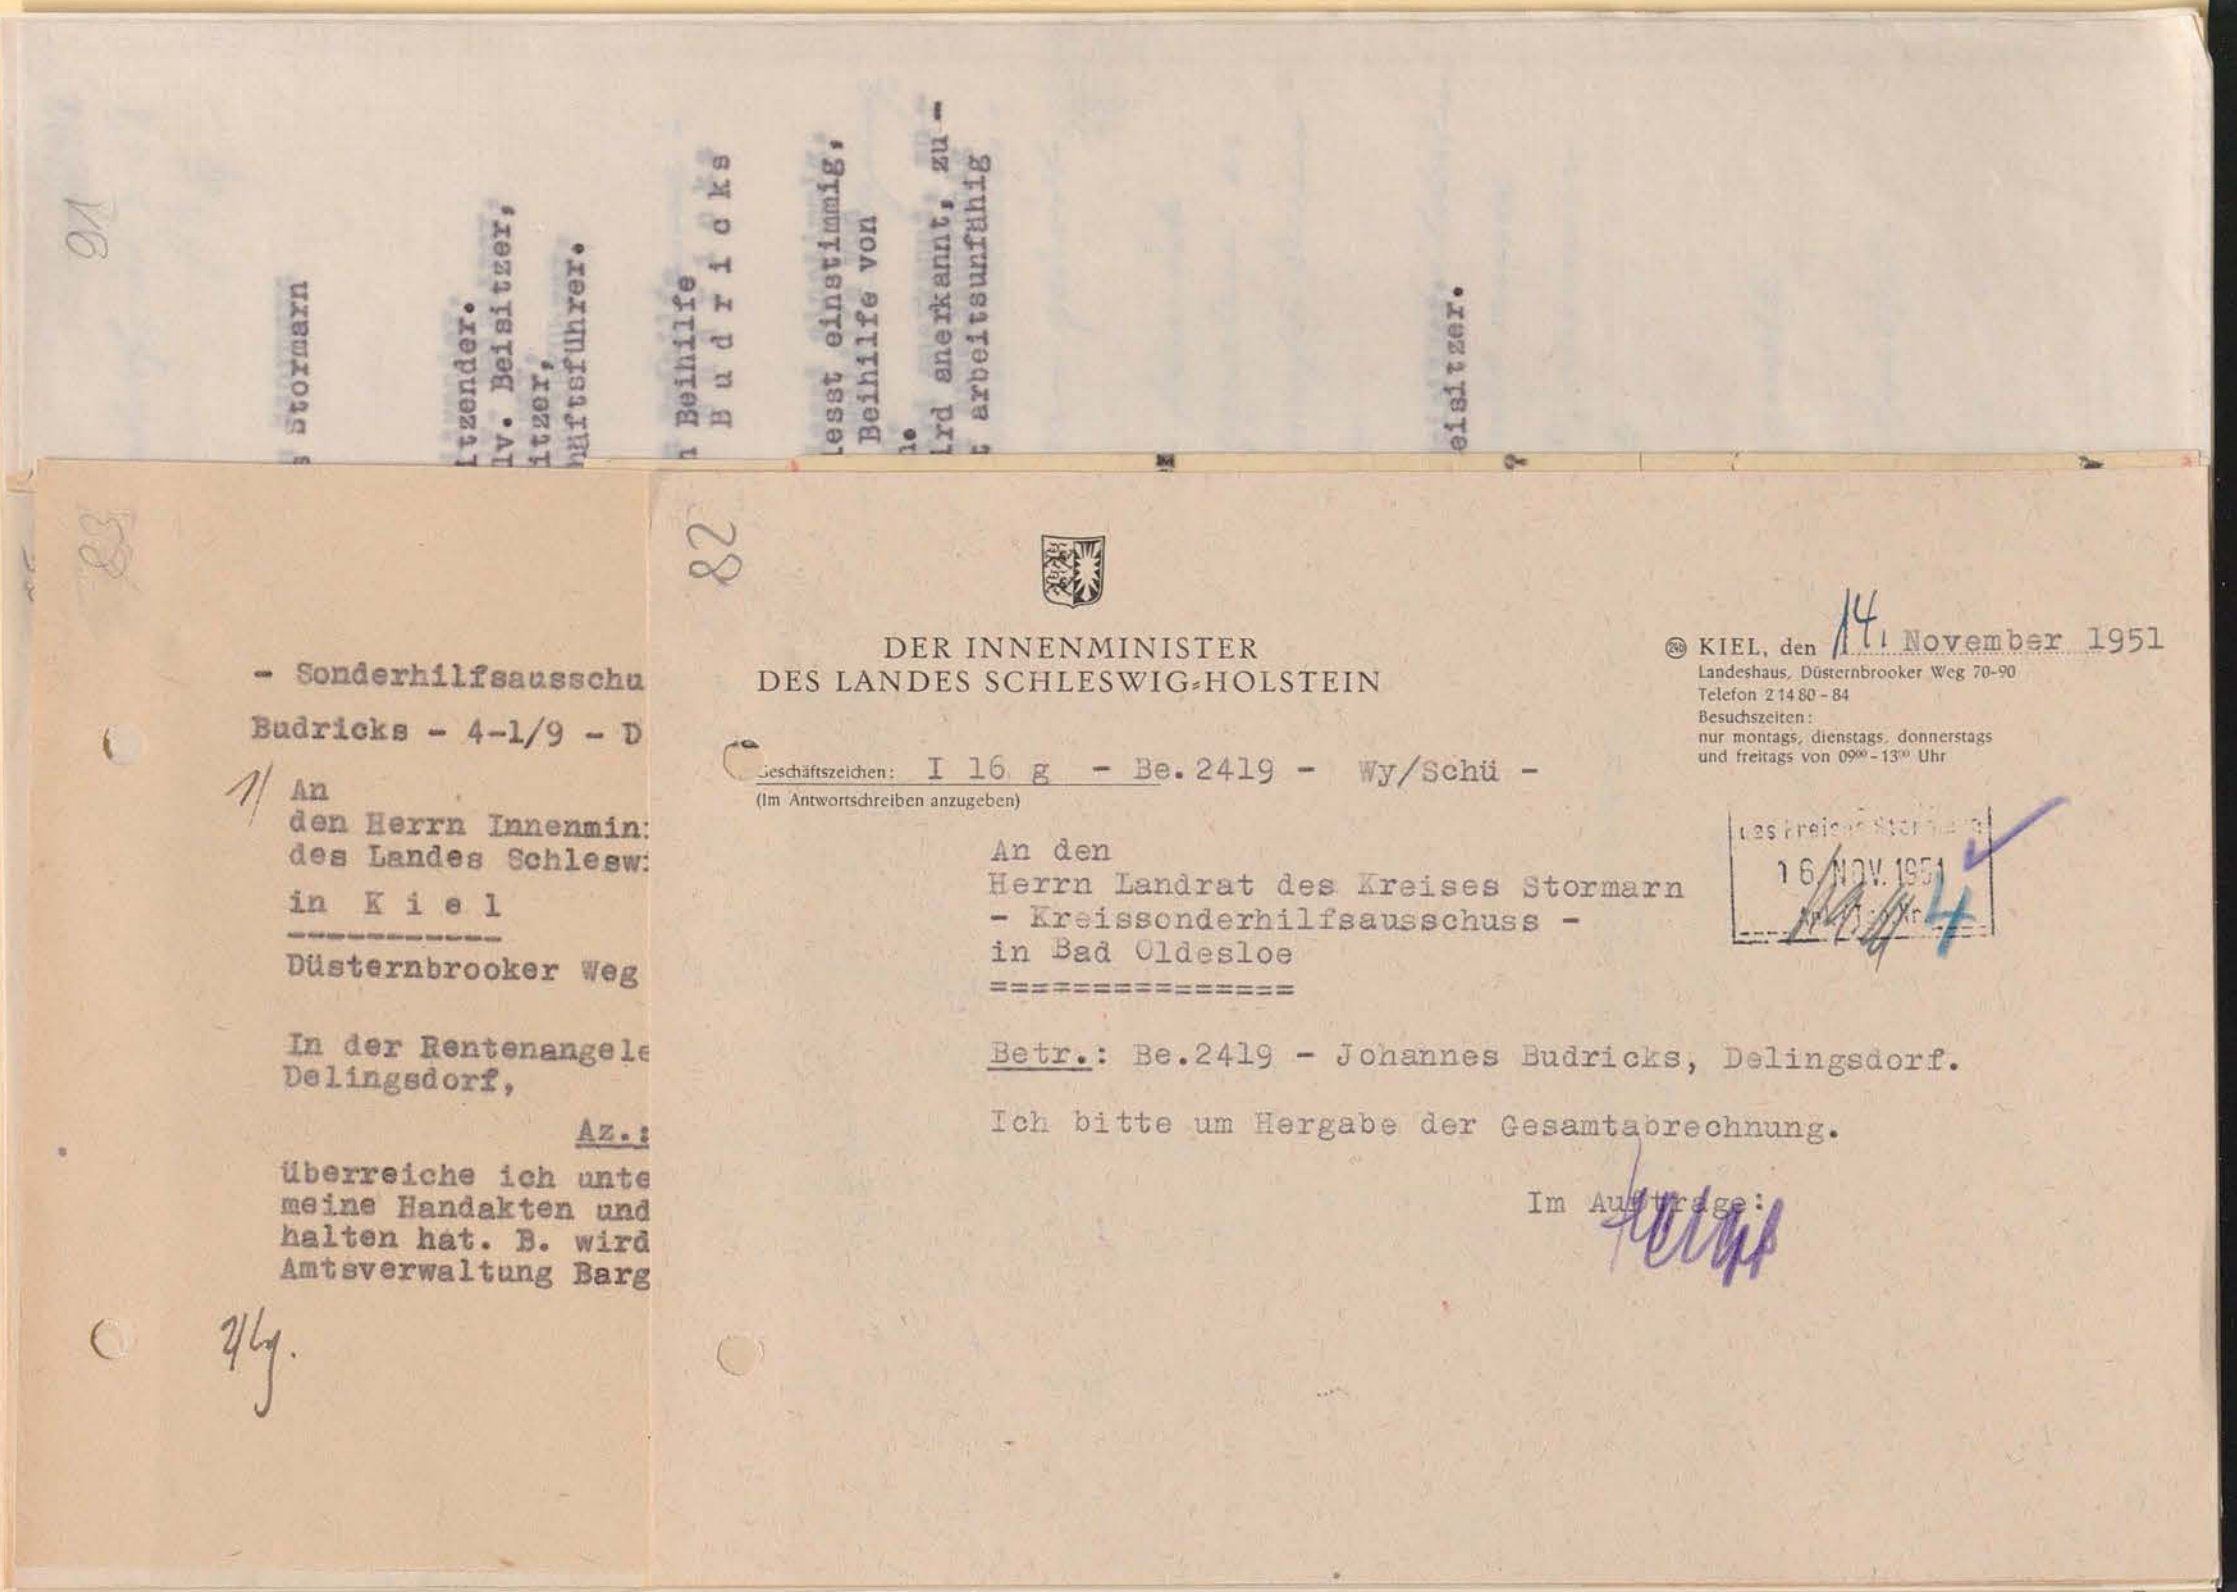 91
Stormarn
itzender.
lv. Beisitzer,
itzer,
häftsführer.
n Beihilfe
B u d r i c k s
esst einstimmig,
Beihilfe von
ird anerkannt, zu -
t arbeitsunfähig
eisitzer.
83
- Sonderhilfsausschu
Budricks - 4-1/9 - D
1/ An
den Herrn Innenmin
des Landes Schlesw
in K i e l
Düsternbrooker Weg
In der Rentenangele
Delingsdorf,
Az.:
überreiche ich unte
meine Handakten und
halten hat. B. wird
Amtsverwaltung Barg
82
DER INNENMINISTER
DES LANDES SCHLESWIG-HOLSTEIN
KIEL, den 14. November 1951
Landeshaus, Düsternbrooker Weg 70-90
Telefon 2 14 80 - 84
Besuchszeiten:
nur montags, dienstags, donnerstags
und freitags von 09⁰⁰ - 13⁰⁰ Uhr
Geschäftszeichen: I 16 g - Be. 2419 - Wy/Schü -
(Im Antwortschreiben anzugeben)
des Kreises Stormarn
16. NOV. 1951
4
An den
Herrn Landrat des Kreises Stormarn
- Kreissonderhilfsausschuss -
in Bad Oldesloe
===============
Betr.: Be.2419 - Johannes Budricks, Delingsdorf.
Ich bitte um Hergabe der Gesamtabrechnung.
Im Auftrage: